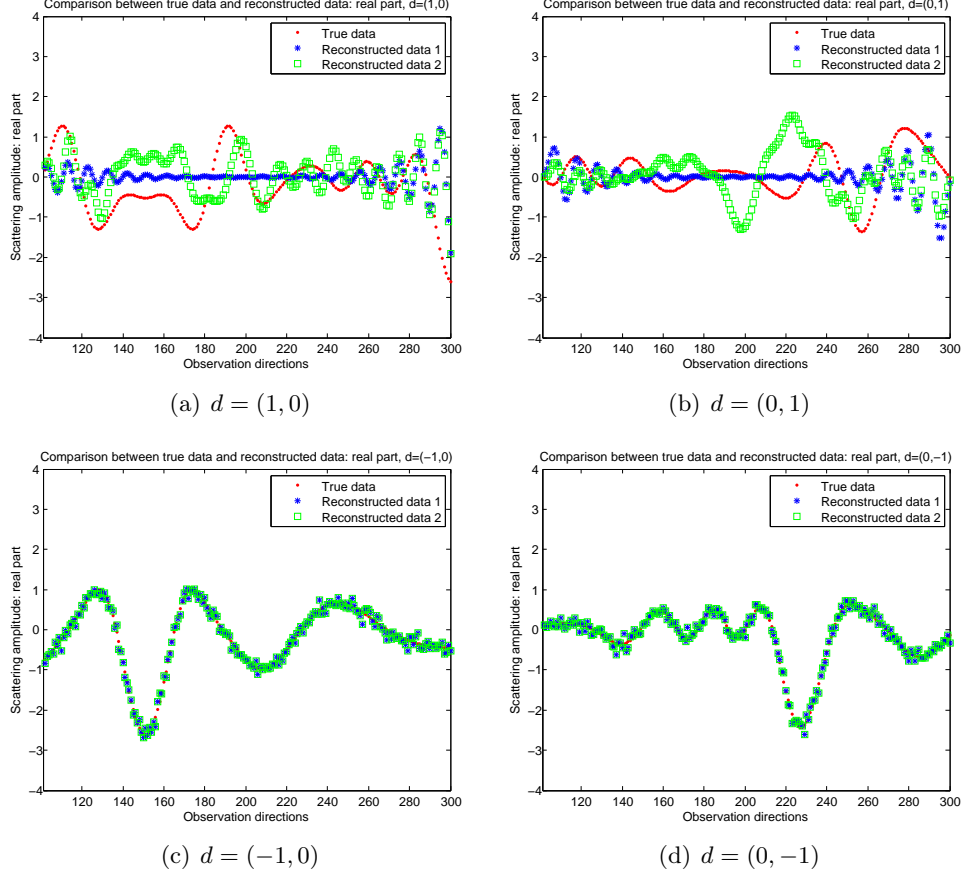 Comparison between true data and reconstructed data: real part, d=(1,0)
4
3
2
1
0
−1
−2
−3
−4
Scattering amplitude: real part
True data
Reconstructed data 1
Reconstructed data 2
120 140 160 180 200 220 240 260 280 300
Observation directions
(a) d = (1, 0)
Comparison between true data and reconstructed data: real part, d=(0,1)
4
3
2
1
0
−1
−2
−3
−4
Scattering amplitude: real part
True data
Reconstructed data 1
Reconstructed data 2
120 140 160 180 200 220 240 260 280 300
Observation directions
(b) d = (0, 1)
Comparison between true data and reconstructed data: real part, d=(−1,0)
4
3
2
1
0
−1
−2
−3
−4
Scattering amplitude: real part
True data
Reconstructed data 1
Reconstructed data 2
120 140 160 180 200 220 240 260 280 300
Observation directions
(c) d = (−1, 0)
Comparison between true data and reconstructed data: real part, d=(0,−1)
4
3
2
1
0
−1
−2
−3
−4
Scattering amplitude: real part
True data
Reconstructed data 1
Reconstructed data 2
120 140 160 180 200 220 240 260 280 300
Observation directions
(d) d = (0, −1)